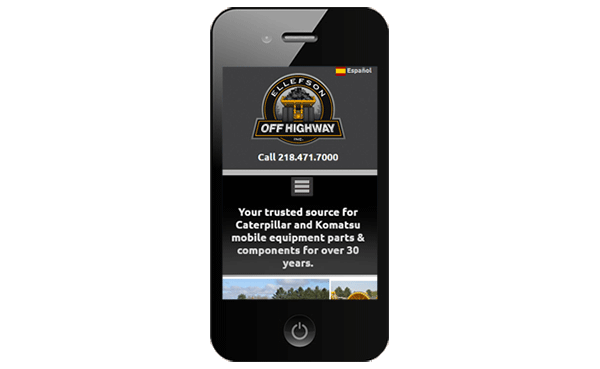 Español
ELLEFSON
OFF HIGHWAY
INC.
Call 218.471.7000
Your trusted source for
Caterpillar and Komatsu
mobile equipment parts &
components for over 30
years.